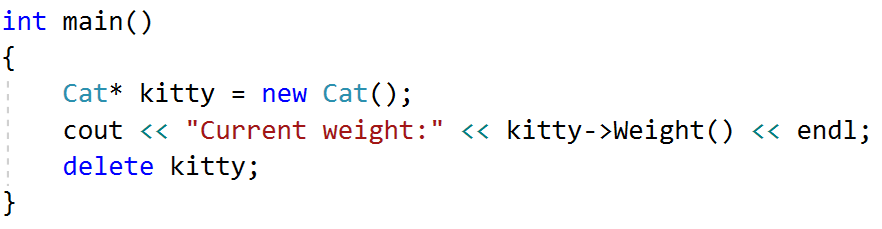 int main()
{
    Cat* kitty = new Cat();
    cout << "Current weight:" << kitty->Weight() << endl;
    delete kitty;
}